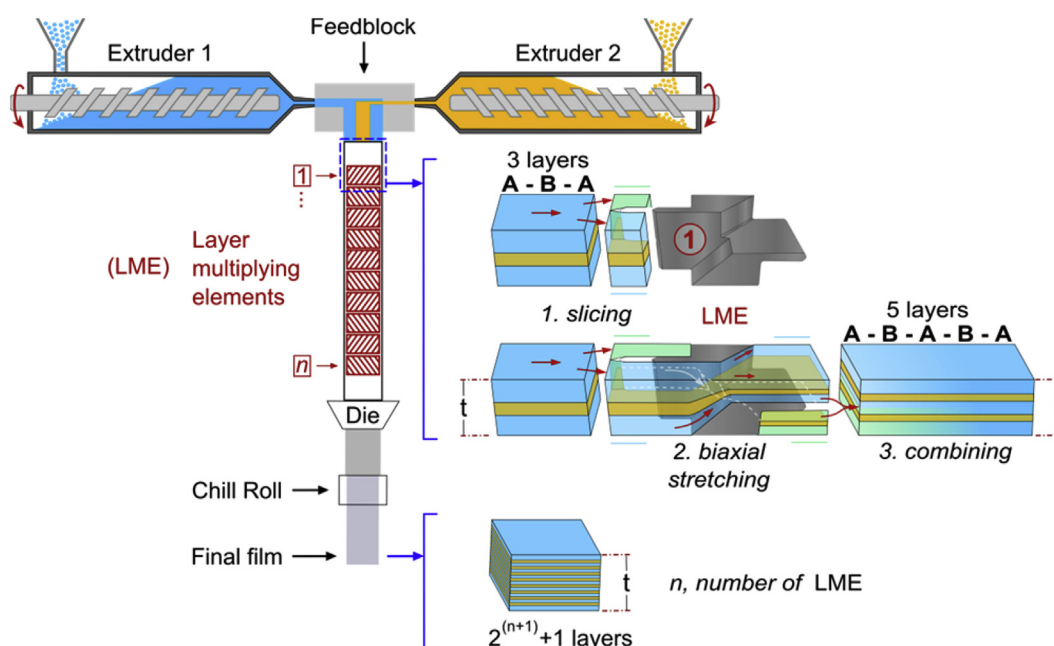 Feedblock
Extruder 1
Extruder 2
1
⋮
n
(LME)
Layer
multiplying
elements
3 layers
A - B - A
1
1. slicing
LME
5 layers
A - B - A - B - A
t
2. biaxial
stretching
3. combining
Die
Chill Roll
Final film
t
n, number of LME
2^(n+1)+1 layers